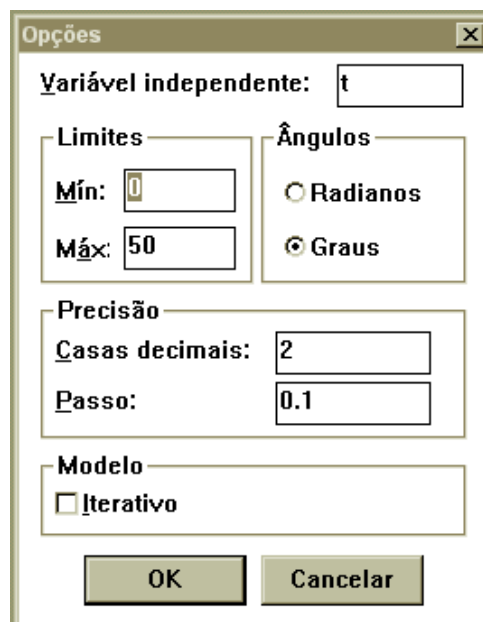 Opções
Variável independente: t
Limites
Mín: 0
Máx: 50
Ângulos
Radianos
Graus
Precisão
Casas decimais: 2
Passo: 0.1
Modelo
Iterativo
OK Cancelar